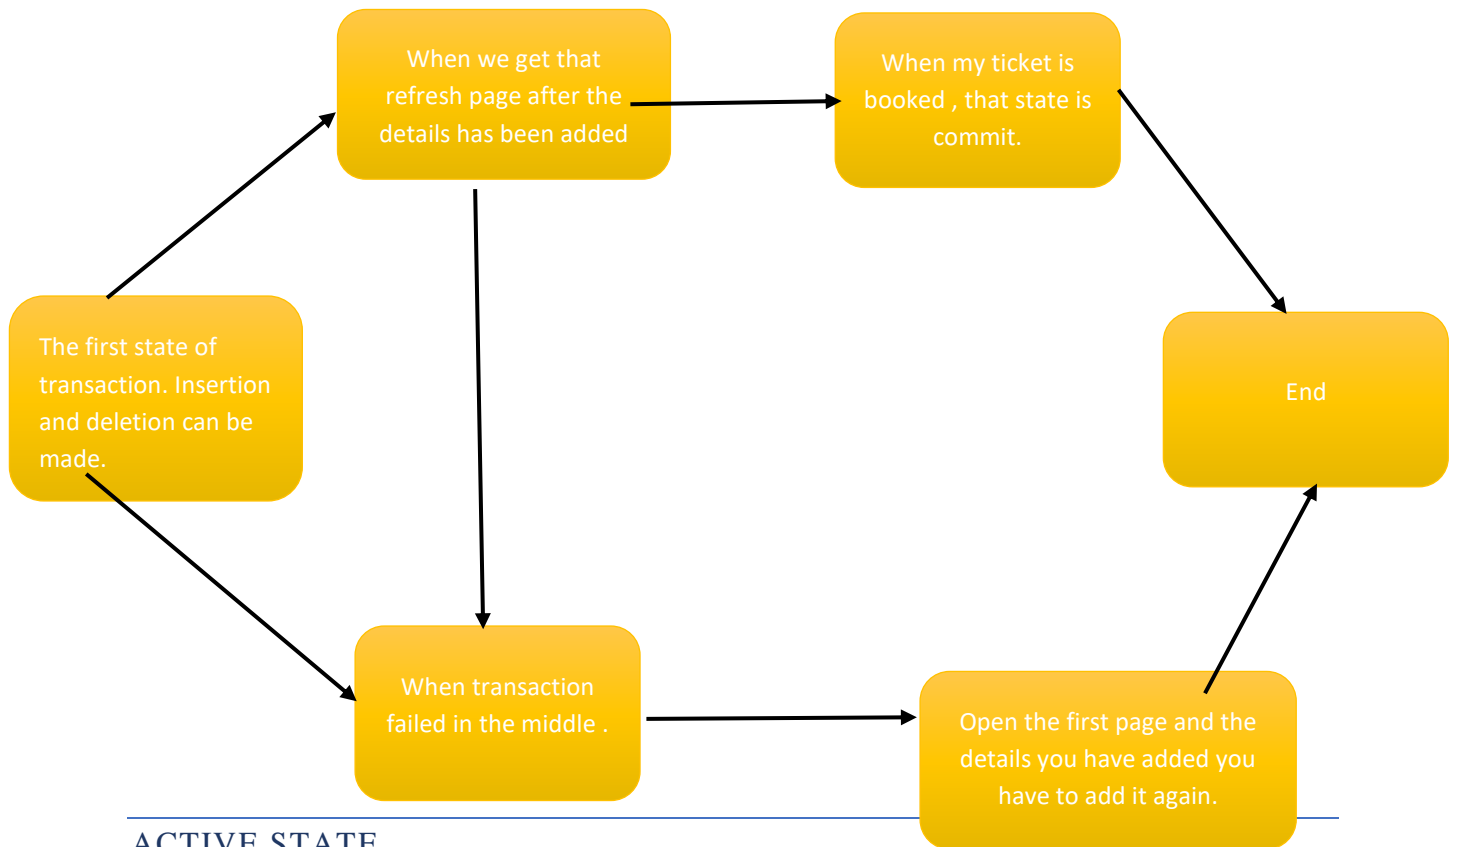 When we get that
refresh page after the
details has been added
When my ticket is
booked , that state is
commit.
The first state of
transaction. Insertion
and deletion can be
made.
End
When transaction
failed in the middle .
Open the first page and the
details you have added you
have to add it again.
ACTIVE STATE